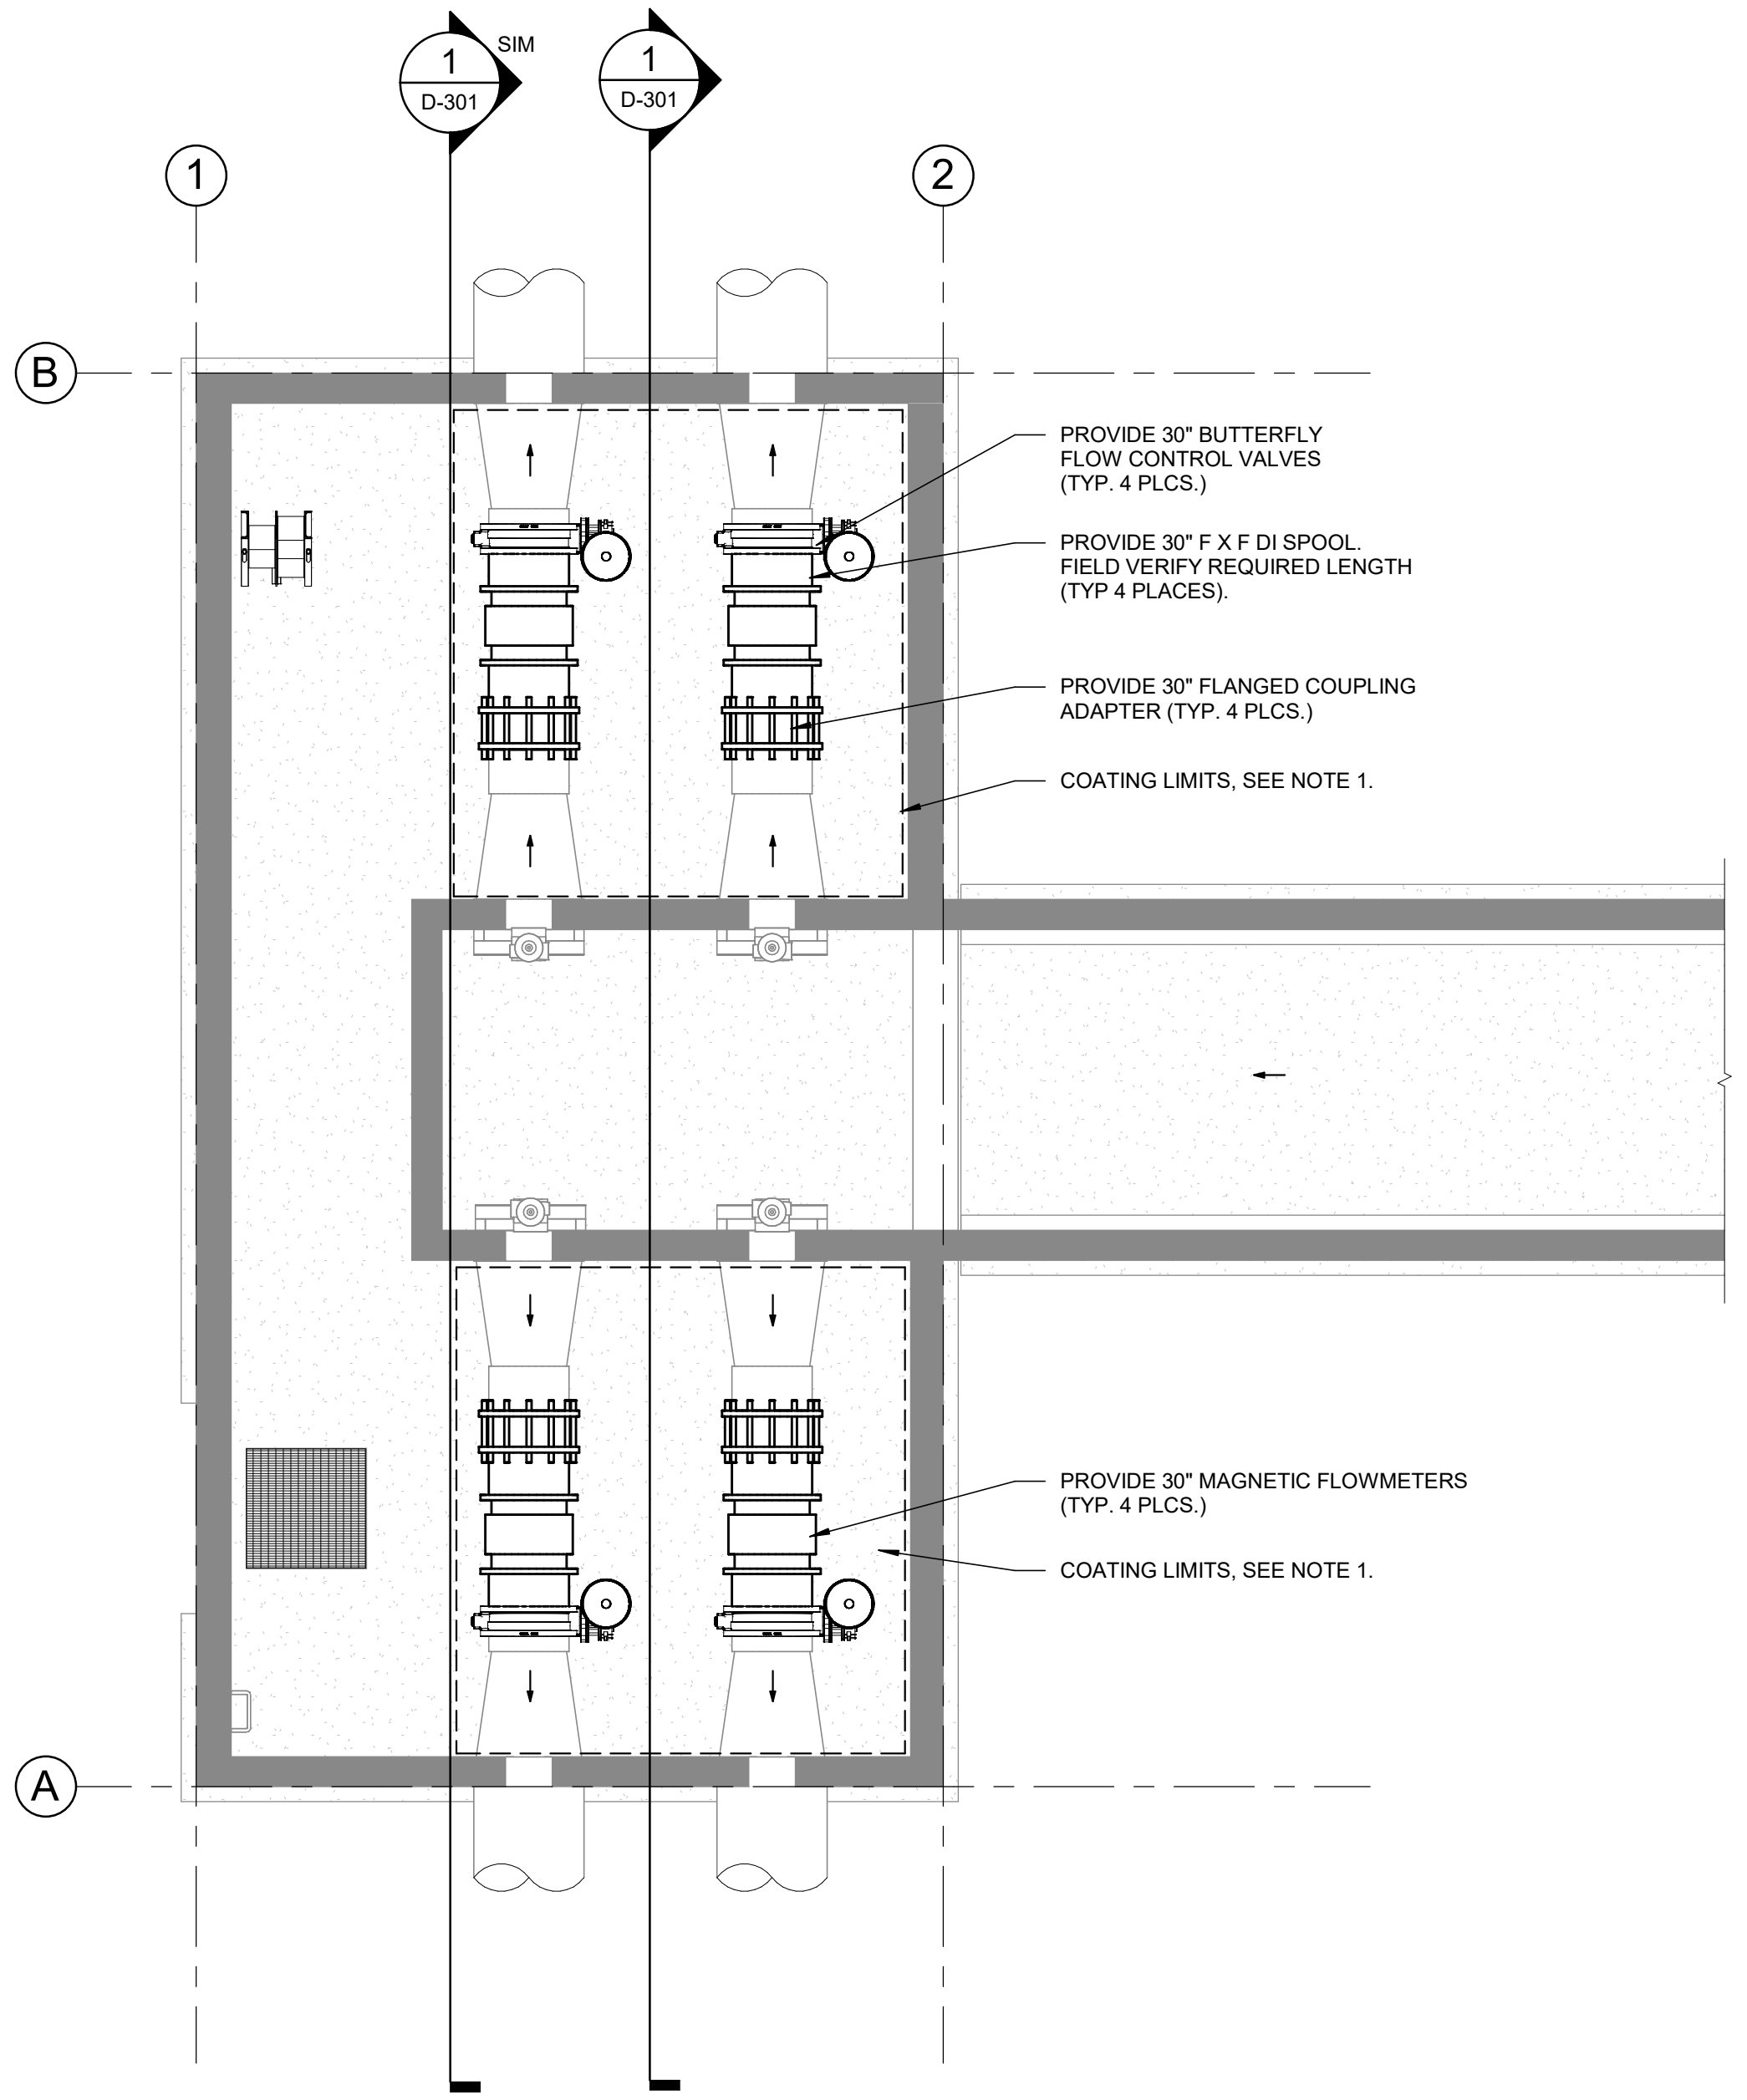 1
SIM
D-301
1
D-301
1
2
B
PROVIDE 30" BUTTERFLY
FLOW CONTROL VALVES
(TYP. 4 PLCS.)
PROVIDE 30" F X F DI SPOOL.
FIELD VERIFY REQUIRED LENGTH
(TYP 4 PLACES).
PROVIDE 30" FLANGED COUPLING
ADAPTER (TYP. 4 PLCS.)
COATING LIMITS, SEE NOTE 1.
PROVIDE 30" MAGNETIC FLOWMETERS
(TYP. 4 PLCS.)
COATING LIMITS, SEE NOTE 1.
A